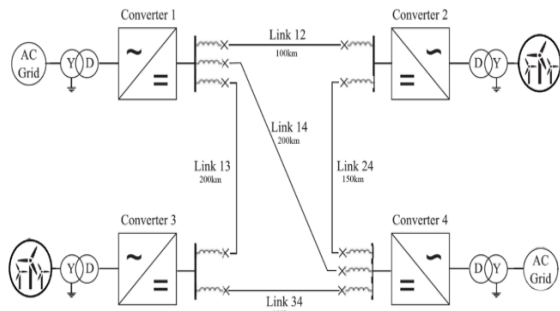 Converter 1
Link 12
100km
Converter 2
AC
Grid
Y D
D Y
Link 14
200km
Link 13
200km
Link 24
150km
Converter 3
Converter 4
Y D
D Y
AC
Grid
Link 34